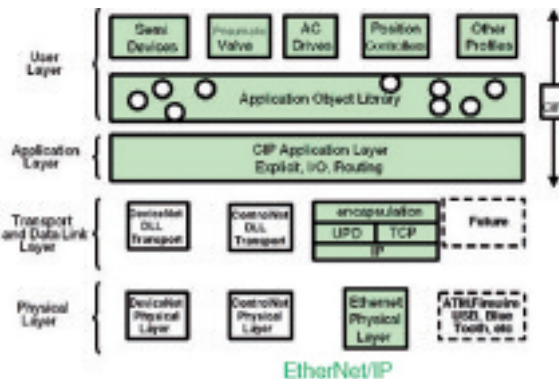 User
Layer
Semi
Devices
Pneumatic
Valve
AC
Drives
Position
Controllers
Other
Profiles
Application Object Library
CIP
Application
Layer
CIP Application Layer
Explicit, I/O, Routing
Transport
and Data Link
Layer
DeviceNet
DLL
Transport
ControlNet
DLL
Transport
encapsulation
UPD TCP
IP
Future
Physical
Layer
DeviceNet
Physical
Layer
ControlNet
Physical
Layer
Ethernet
Physical
Layer
ATM, Firewire
USB, Blue
Tooth, etc
EtherNet/IP